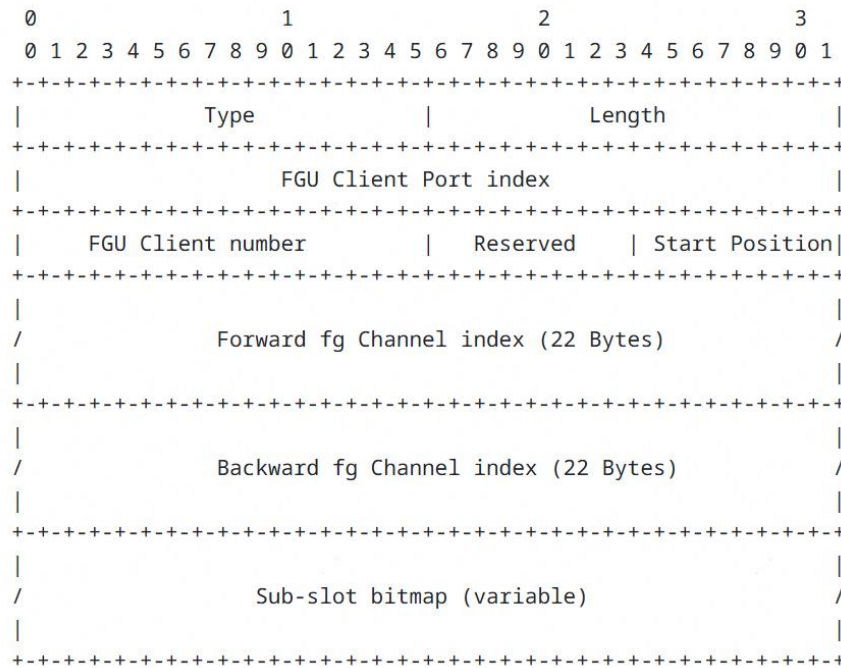 0                   1                   2                   3
0 1 2 3 4 5 6 7 8 9 0 1 2 3 4 5 6 7 8 9 0 1 2 3 4 5 6 7 8 9 0 1
+-+-+-+-+-+-+-+-+-+-+-+-+-+-+-+-+-+-+-+-+-+-+-+-+-+-+-+-+-+-+-+-+
| Type | Length |
+-+-+-+-+-+-+-+-+-+-+-+-+-+-+-+-+-+-+-+-+-+-+-+-+-+-+-+-+-+-+-+-+
| FGU Client Port index |
+-+-+-+-+-+-+-+-+-+-+-+-+-+-+-+-+-+-+-+-+-+-+-+-+-+-+-+-+-+-+-+-+
| FGU Client number | Reserved | Start Position|
+-+-+-+-+-+-+-+-+-+-+-+-+-+-+-+-+-+-+-+-+-+-+-+-+-+-+-+-+-+-+-+-+
| |
/ Forward fg Channel index (22 Bytes) /
| |
+-+-+-+-+-+-+-+-+-+-+-+-+-+-+-+-+-+-+-+-+-+-+-+-+-+-+-+-+-+-+-+-+
| |
/ Backward fg Channel index (22 Bytes) /
| |
+-+-+-+-+-+-+-+-+-+-+-+-+-+-+-+-+-+-+-+-+-+-+-+-+-+-+-+-+-+-+-+-+
| |
/ Sub-slot bitmap (variable) /
| |
+-+-+-+-+-+-+-+-+-+-+-+-+-+-+-+-+-+-+-+-+-+-+-+-+-+-+-+-+-+-+-+-+